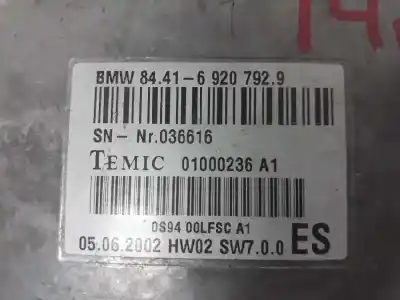 14
BMW 84.41-6 920 792.9
SN- Nr.036616
TEMIC 01000236 A1
0S94 00LFSC A1
05.06.2002 HW02 SW7.0.0 ES